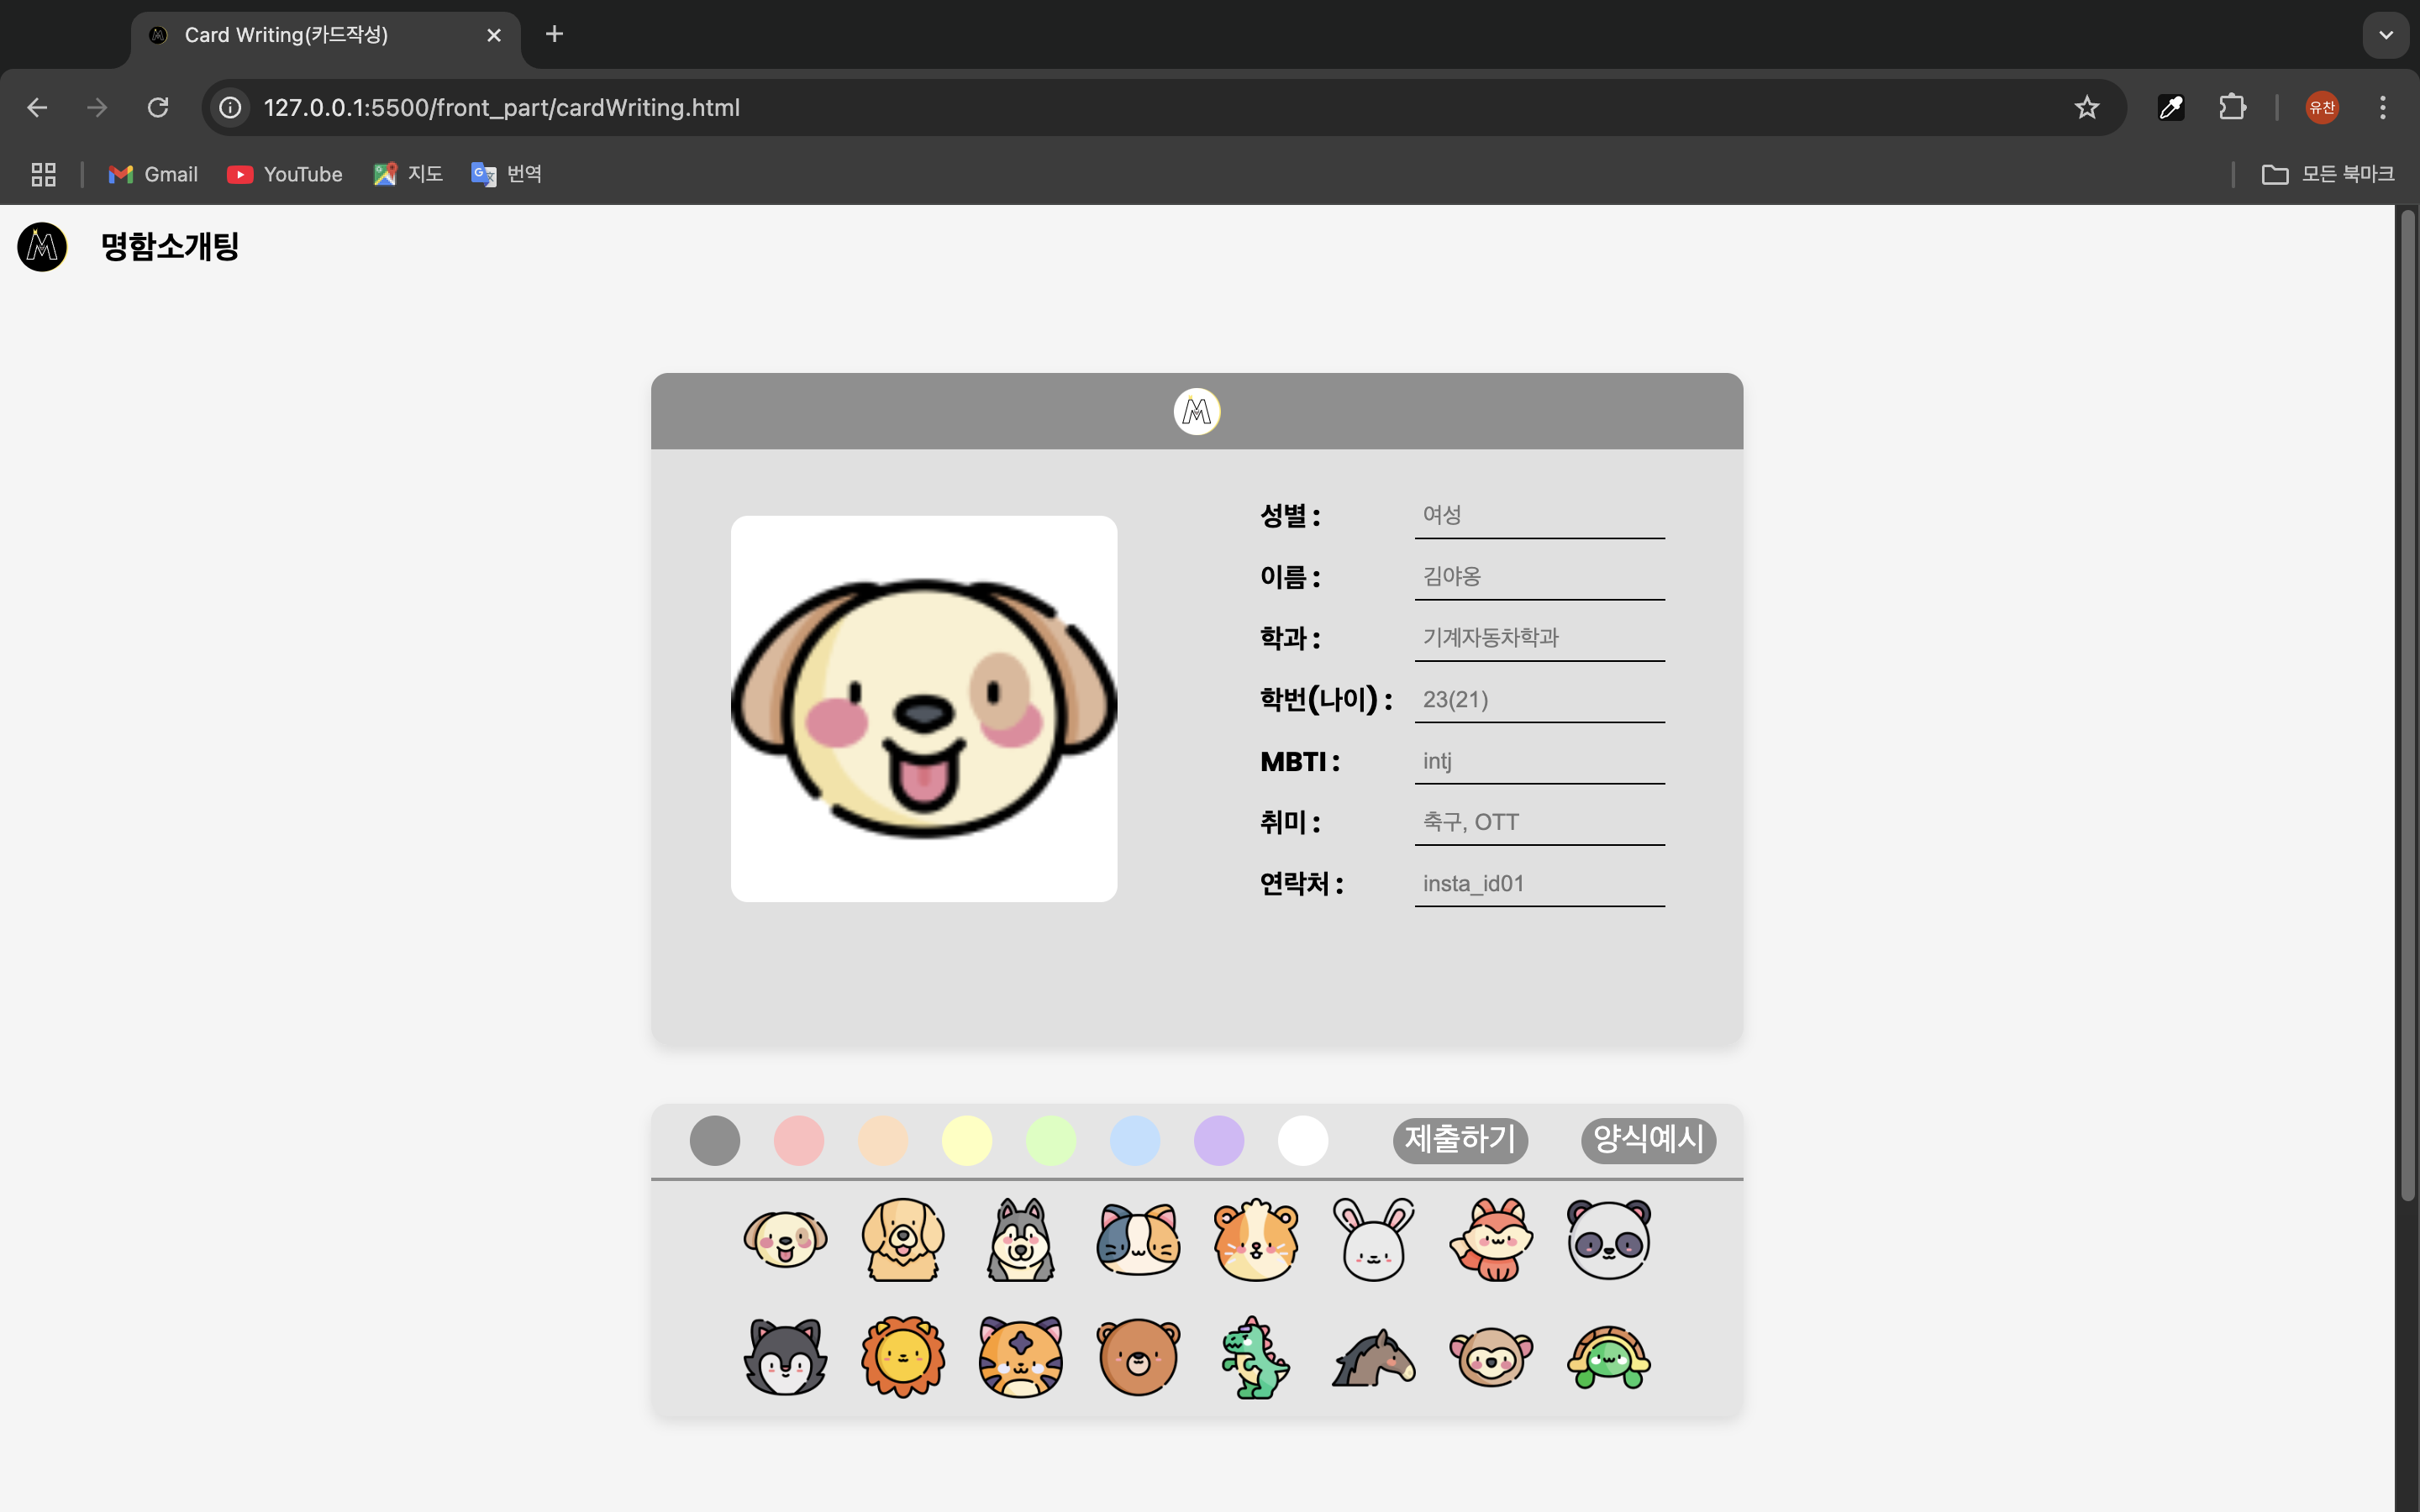 Card Writing(카드작성)
127.0.0.1:5500/front_part/cardWriting.html
유찬
Gmail
YouTube
지도
번역
모든 북마크
명함소개팅
성별 : 여성
이름 : 김야옹
학과 : 기계자동차학과
학번(나이) : 23(21)
MBTI : intj
취미 : 축구, OTT
연락처 : insta_id01
제출하기
양식예시